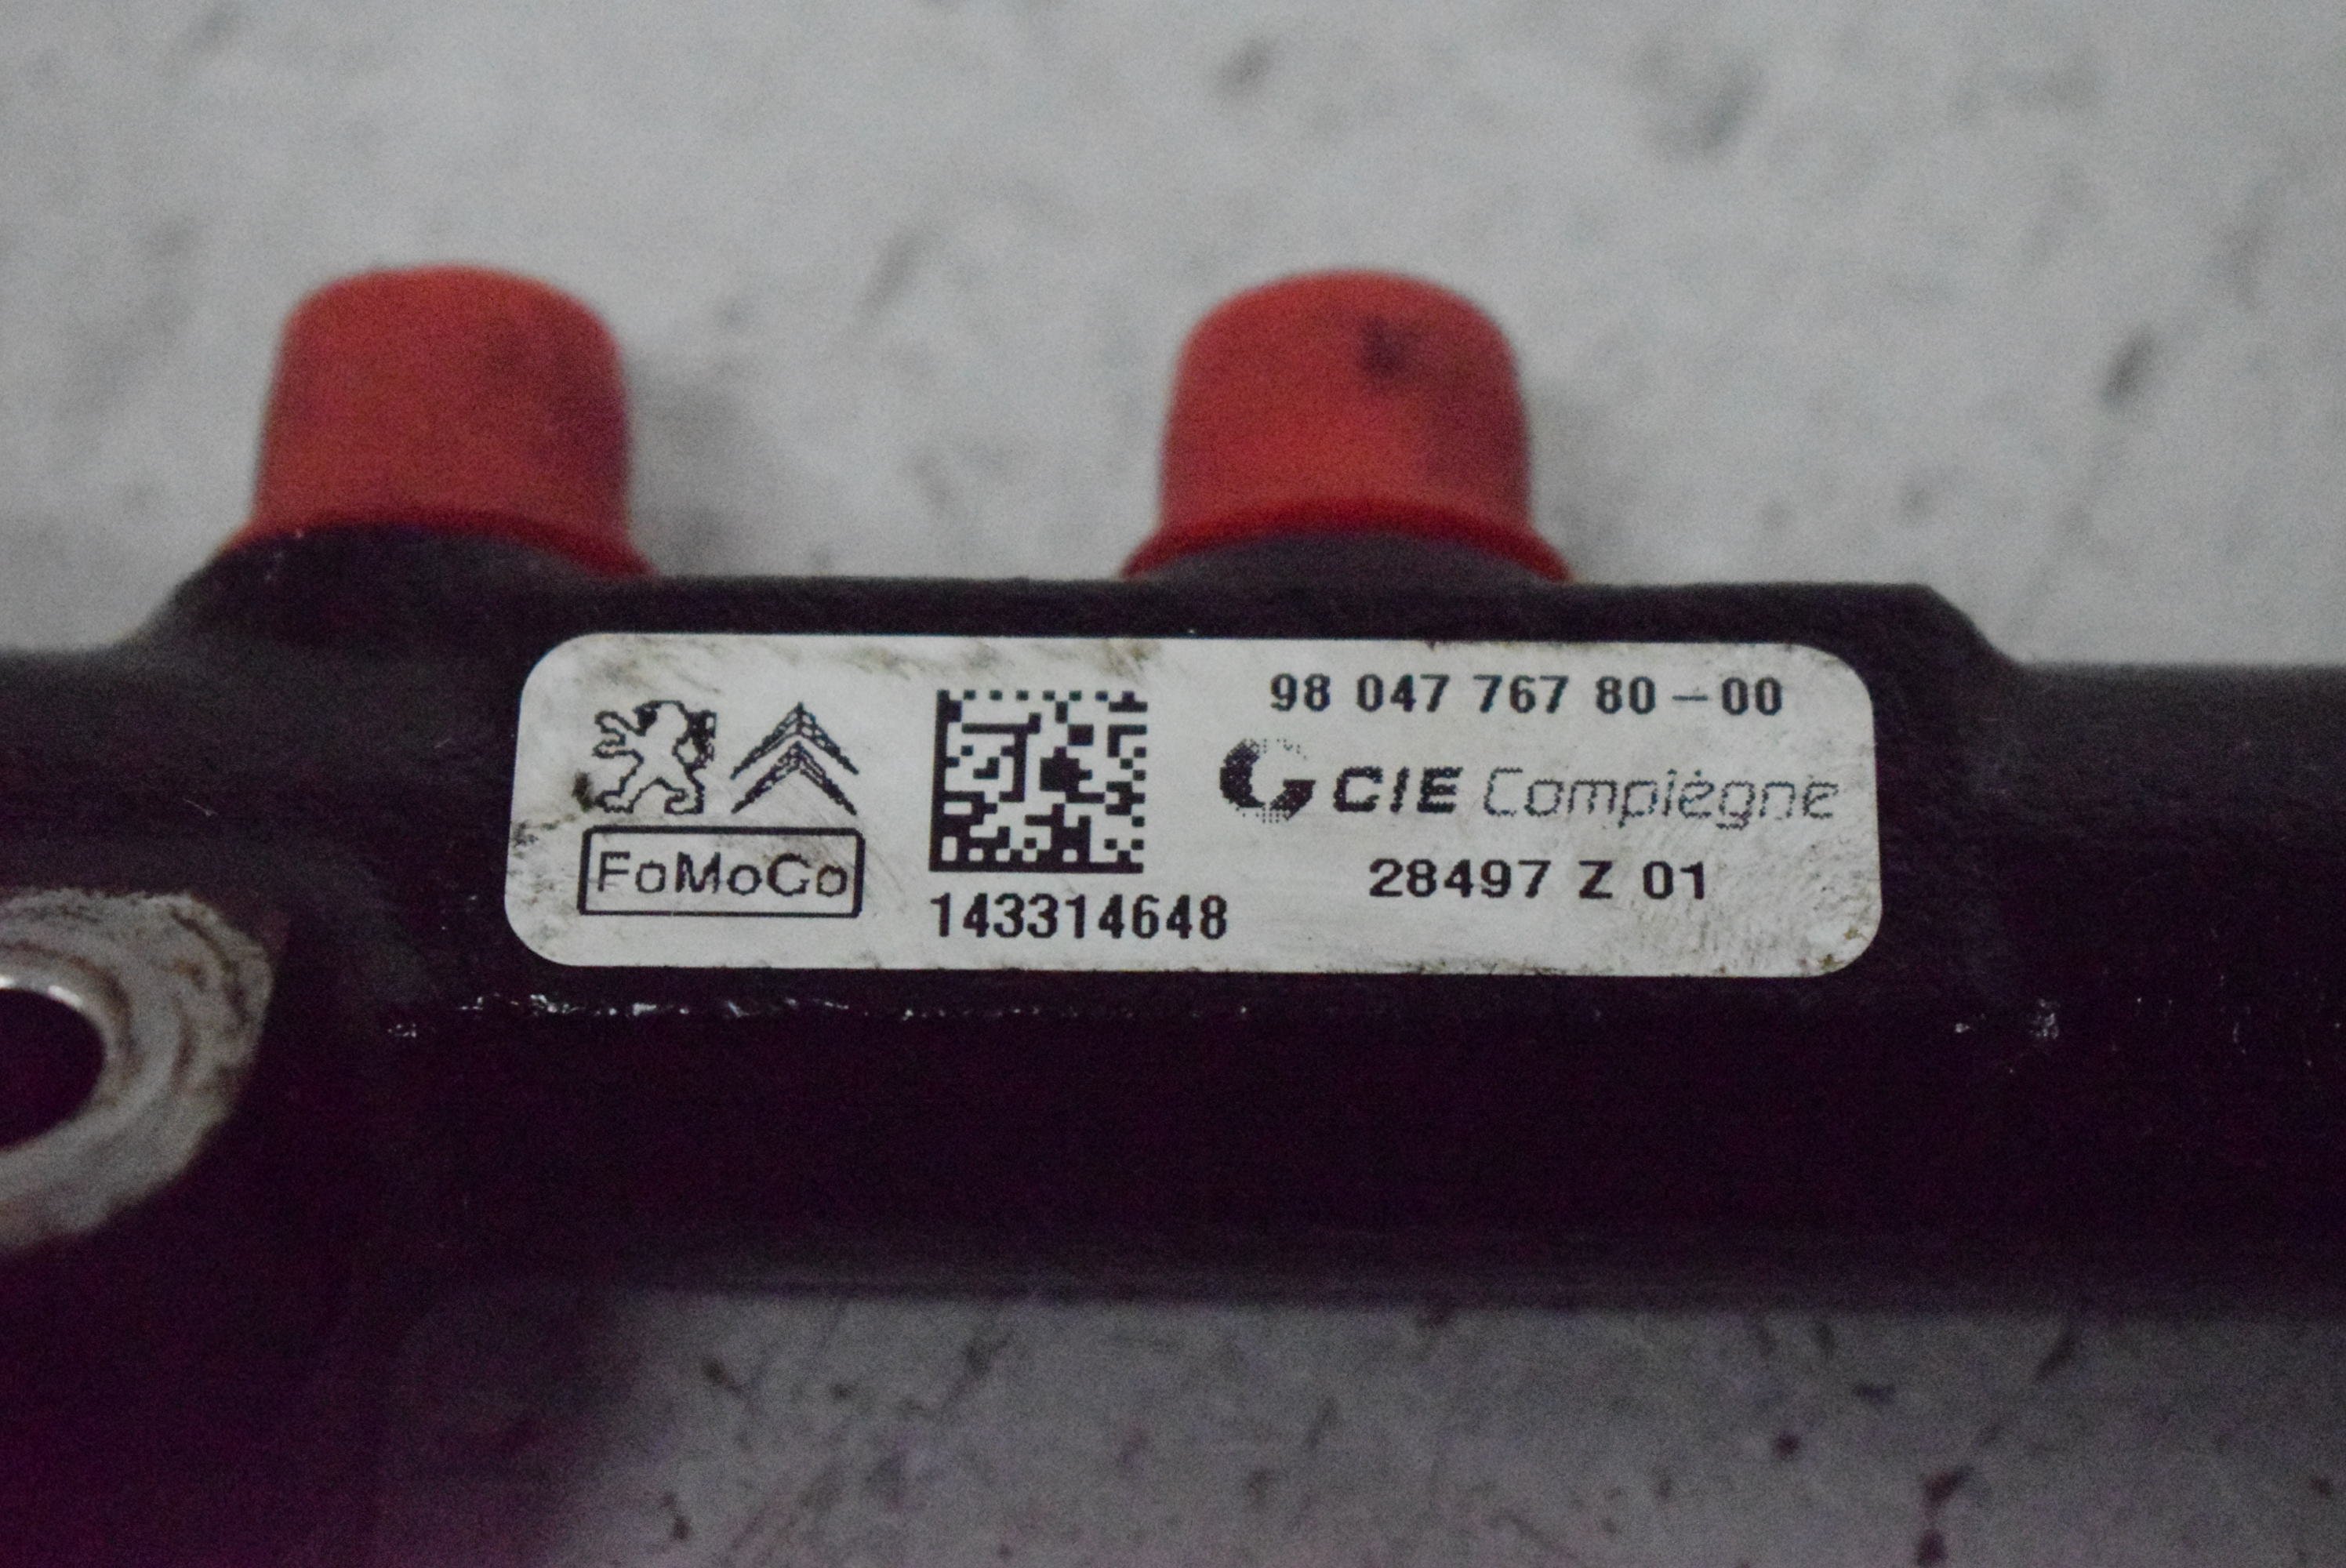 98 047 767 80-00
CIE Compiègne
28497 Z 01
FoMoCo
143314648